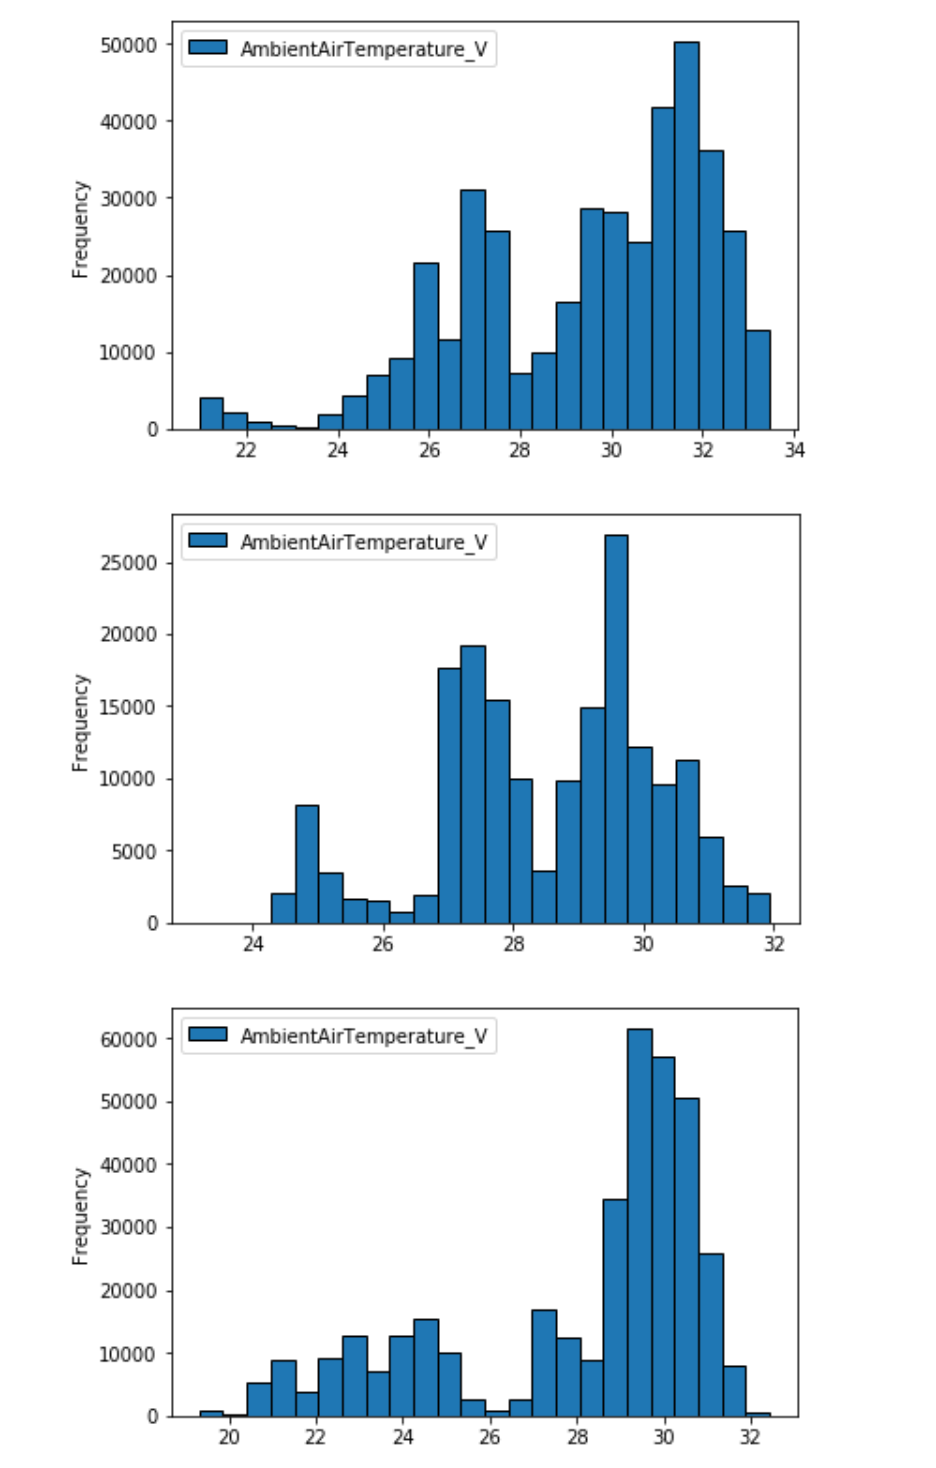 AmbientAirTemperature_V
50000
40000
30000
20000
10000
0
Frequency
22 24 26 28 30 32 34
AmbientAirTemperature_V
25000
20000
15000
10000
5000
0
Frequency
24 26 28 30 32
AmbientAirTemperature_V
60000
50000
40000
30000
20000
10000
0
Frequency
20 22 24 26 28 30 32